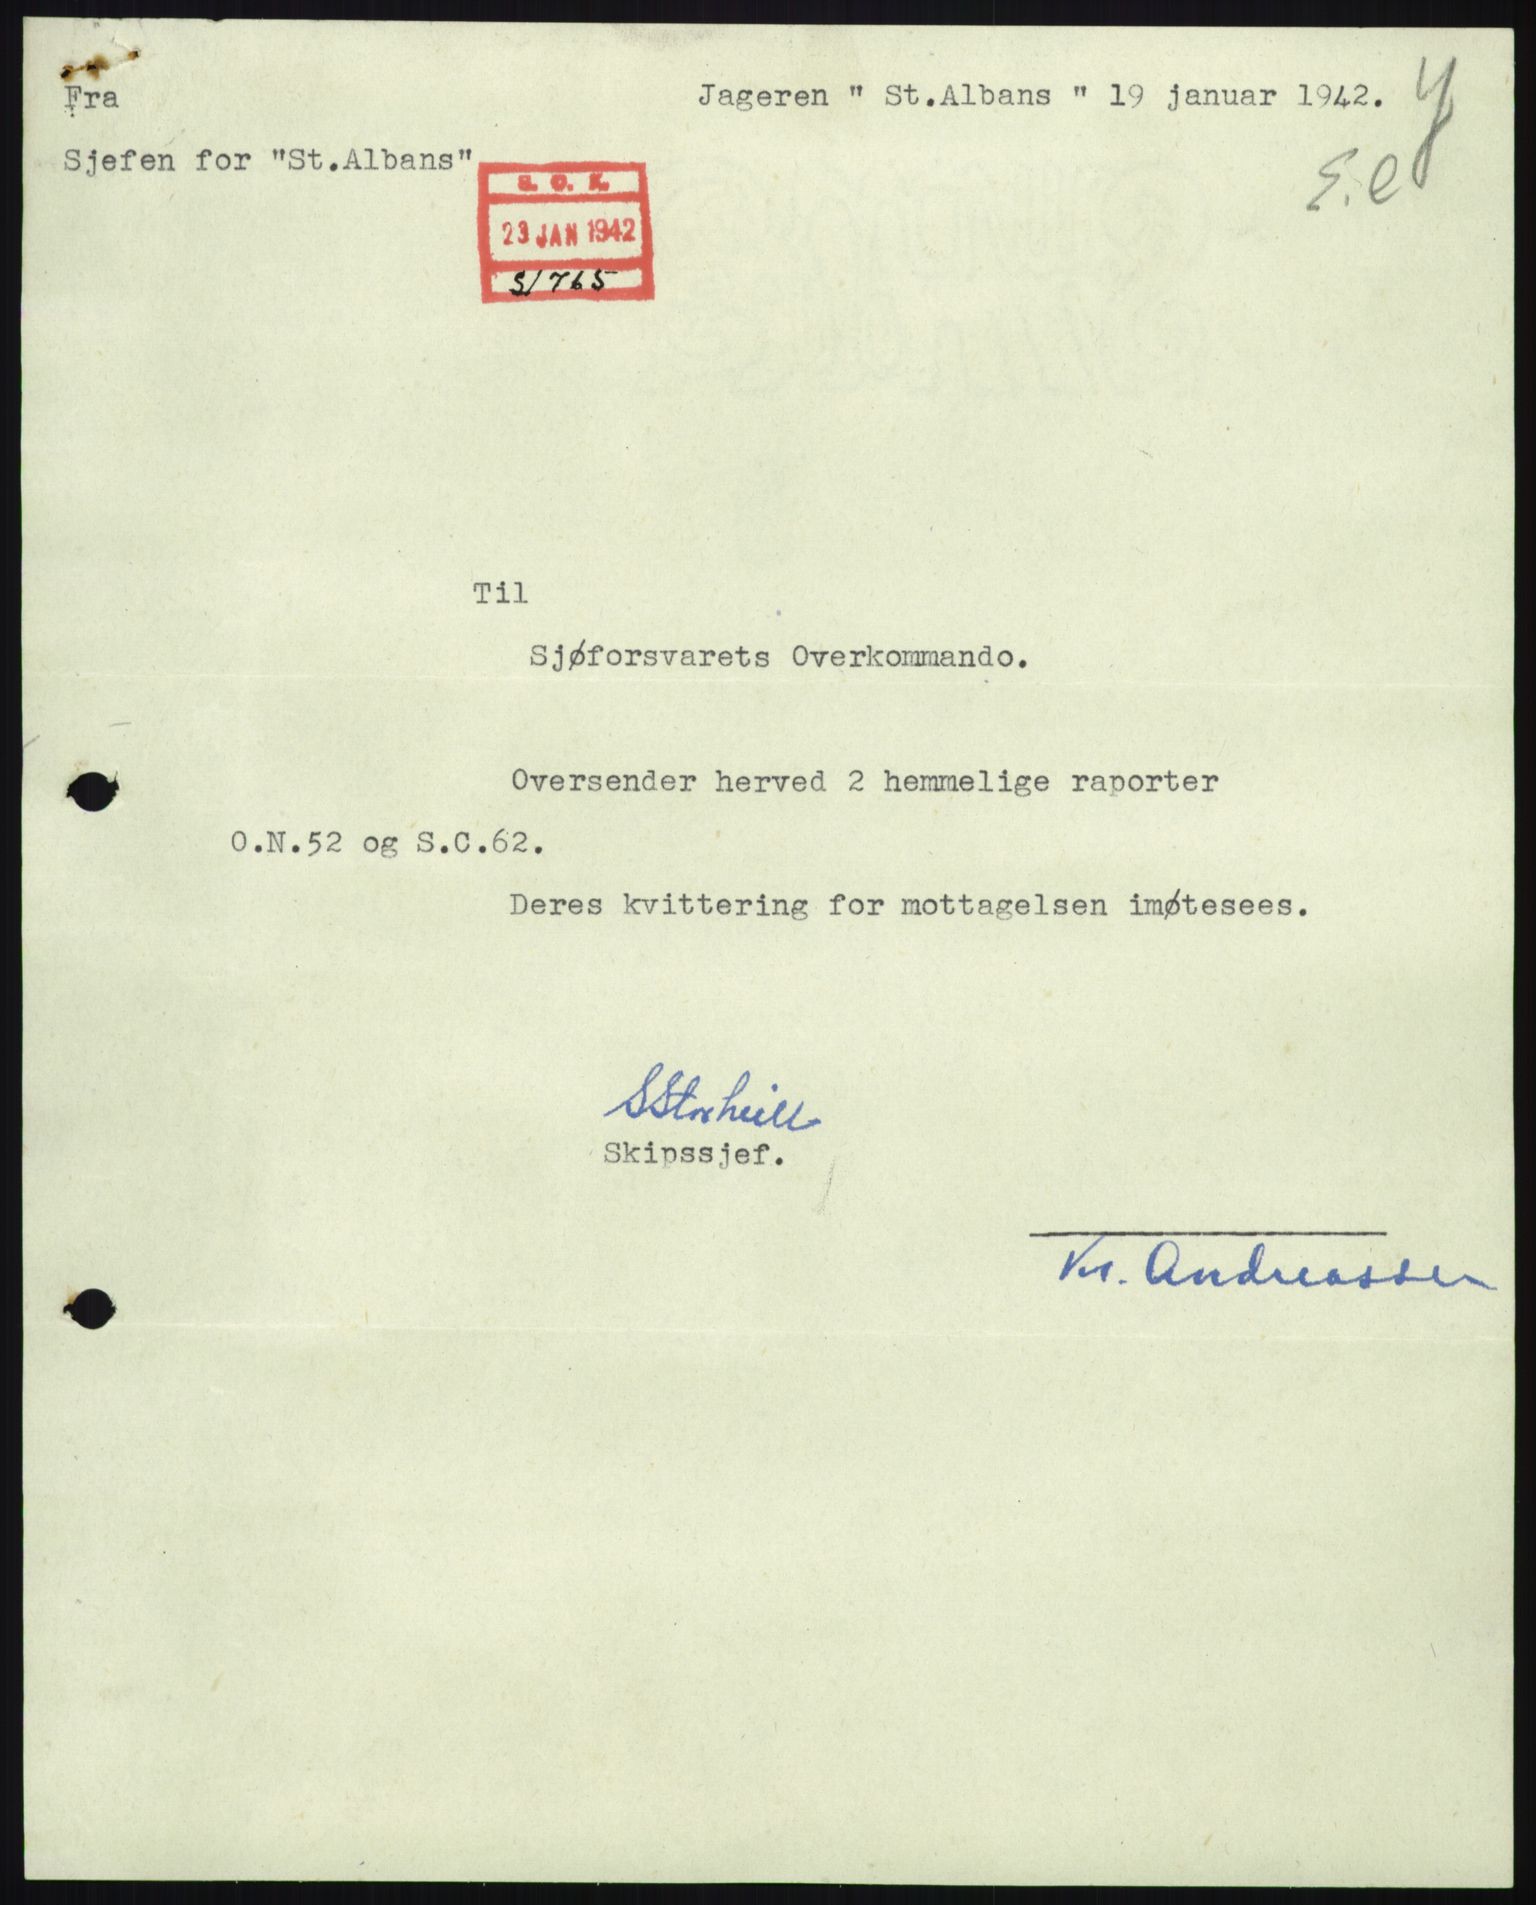 Fra
Jageren " St.Albans " 19 januar 1942.
Sjefen for "St.Albans"
S. O. K.
23 JAN 1942
S/765
Til
Sjøforsvarets Overkommando.
Oversender herved 2 hemmelige raporter
O.N.52 og S.C.62.
Deres kvittering for mottagelsen imøtesees.
SStorheill
Skipssjef.
Kr. Andreassen